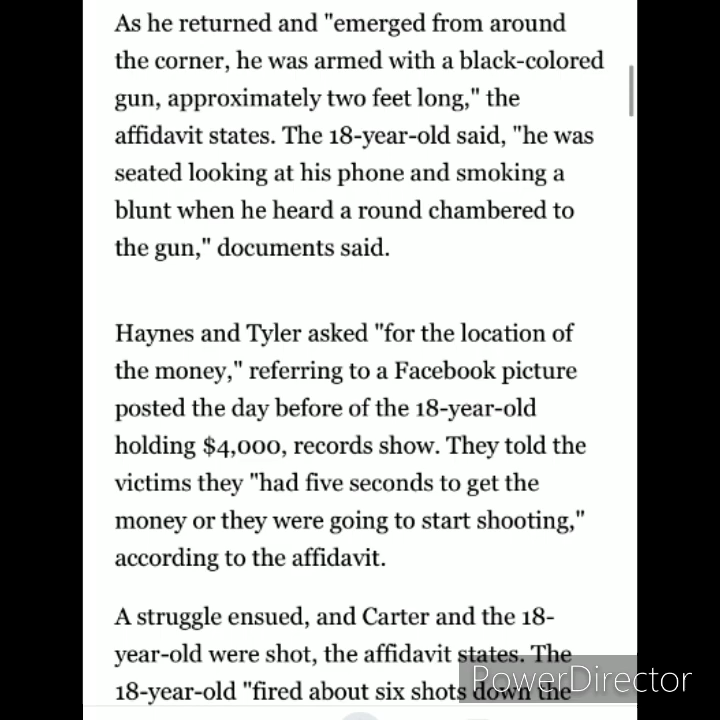 As he returned and "emerged from around
the corner, he was armed with a black-colored
gun, approximately two feet long," the
affidavit states. The 18-year-old said, "he was
seated looking at his phone and smoking a
blunt when he heard a round chambered to
the gun," documents said.
Haynes and Tyler asked "for the location of
the money," referring to a Facebook picture
posted the day before of the 18-year-old
holding $4,000, records show. They told the
victims they "had five seconds to get the
money or they were going to start shooting,"
according to the affidavit.
A struggle ensued, and Carter and the 18-
year-old were shot, the affidavit states. The
18-year-old "fired about six shots down the
PowerDirector